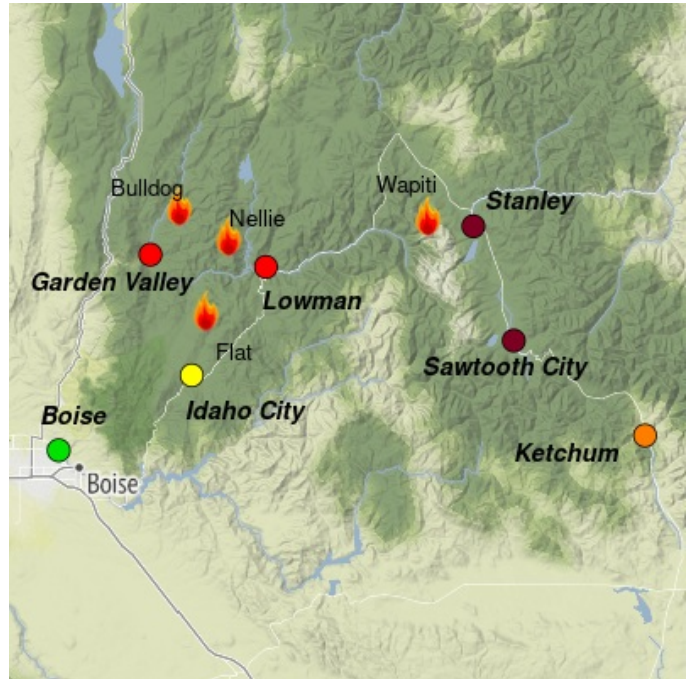 Bulldog
Wapiti
Stanley
Nellie
Garden Valley
Lowman
Flat
Sawtooth City
Idaho City
Boise
Ketchum
Boise